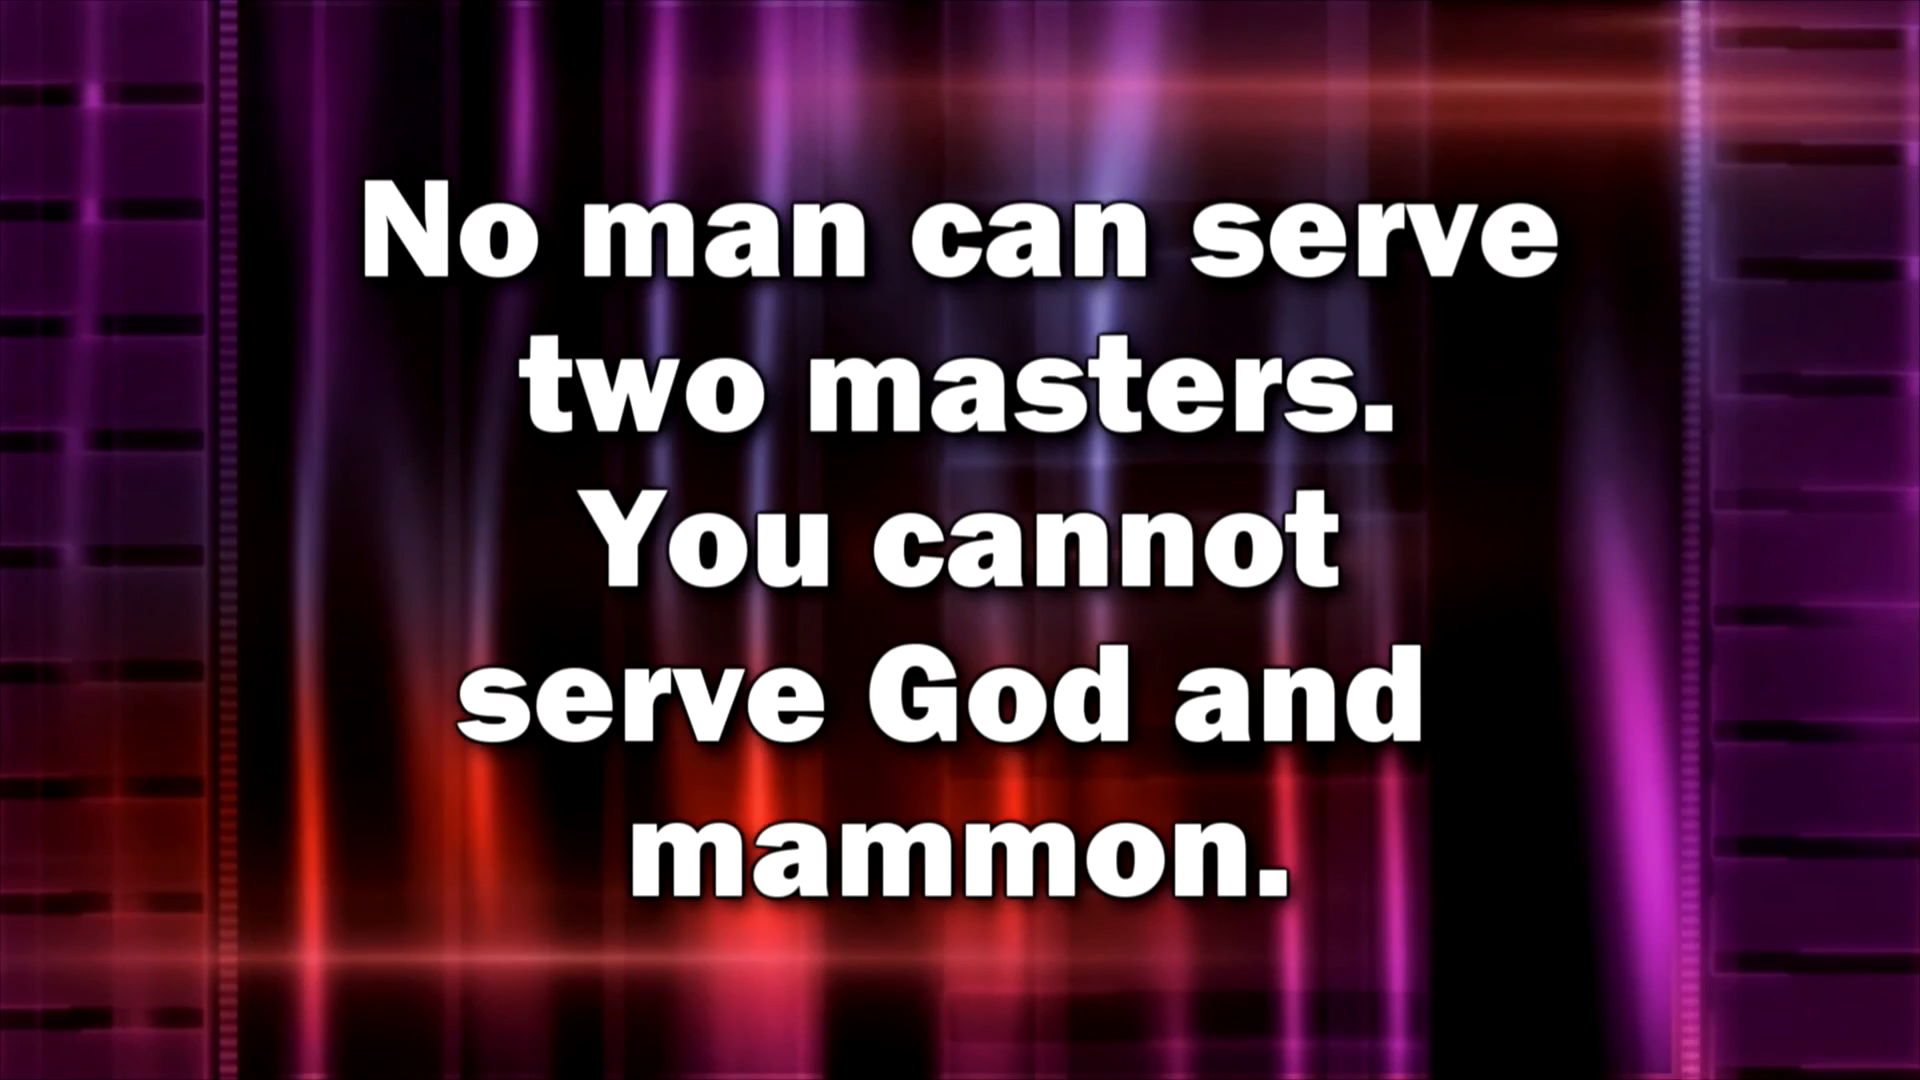 No man can serve
two masters.
You cannot
serve God and
mammon.